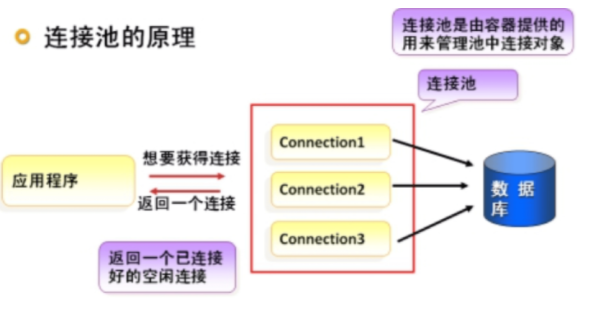 连接池的原理
连接池是由容器提供的
用来管理池中连接对象
连接池
应用程序
想要获得连接
返回一个连接
Connection1
Connection2
Connection3
数 据
库
返回一个已连接
好的空闲连接